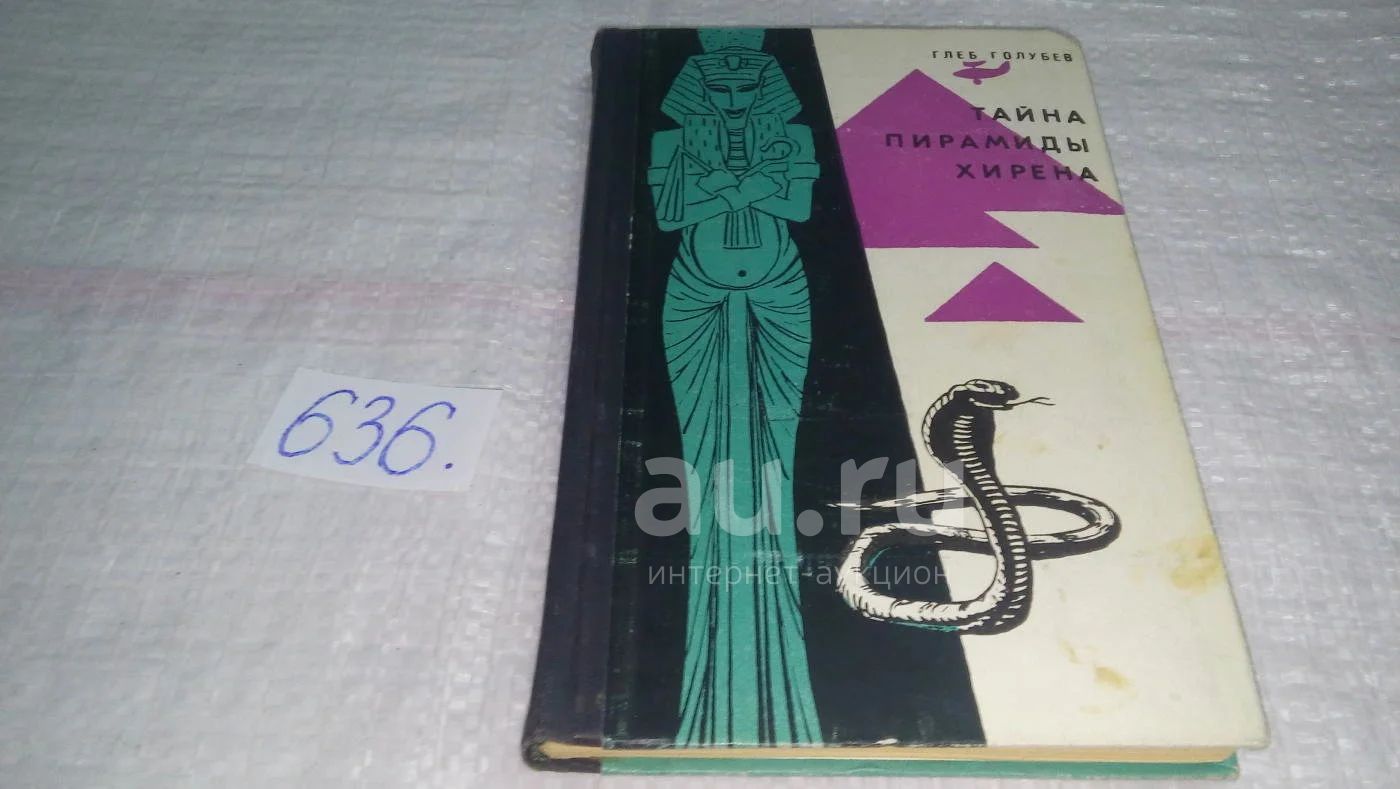 ГЛЕБ ГОЛУБЕВ
ТАЙНА
ПИРАМИДЫ
ХИРЕНА
636.
au.ru
интернет-аукцион